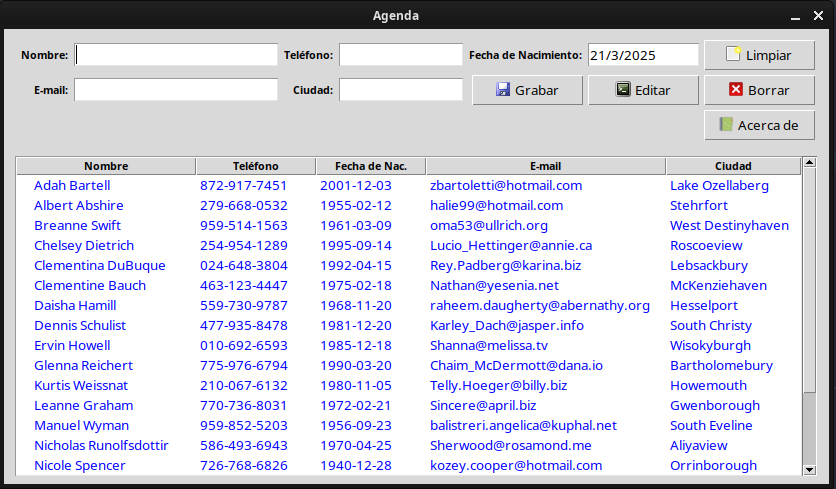 Agenda
Nombre: Teléfono: Fecha de Nacimiento: 21/3/2025 Limpiar
E-mail: Ciudad: Grabar Editar Borrar
Acerca de
Nombre Teléfono Fecha de Nac. E-mail Ciudad
Adah Bartell 872-917-7451 2001-12-03 zbartoletti@hotmail.com Lake Ozellaberg
Albert Abshire 279-668-0532 1955-02-12 halie99@hotmail.com Stehrfort
Breanne Swift 959-514-1563 1961-03-09 oma53@ullrich.org West Destinyhaven
Chelsey Dietrich 254-954-1289 1995-09-14 Lucio_Hettinger@annie.ca Roscoeview
Clementina DuBuque 024-648-3804 1992-04-15 Rey.Padberg@karina.biz Lebsackbury
Clementine Bauch 463-123-4447 1975-02-18 Nathan@yesenia.net McKenziehaven
Daisha Hamill 559-730-9787 1968-11-20 raheem.daugherty@abernathy.org Hesselport
Dennis Schulist 477-935-8478 1981-12-20 Karley_Dach@jasper.info South Christy
Ervin Howell 010-692-6593 1985-12-18 Shanna@melissa.tv Wisokyburgh
Glenna Reichert 775-976-6794 1990-03-20 Chaim_McDermott@dana.io Bartholomebury
Kurtis Weissnat 210-067-6132 1980-11-05 Telly.Hoeger@billy.biz Howemouth
Leanne Graham 770-736-8031 1972-02-21 Sincere@april.biz Gwenborough
Manuel Wyman 959-852-5203 1956-09-23 balistreri.angelica@kuphal.net South Eveline
Nicholas Runolfsdottir 586-493-6943 1970-04-25 Sherwood@rosamond.me Aliyaview
Nicole Spencer 726-768-6826 1940-12-28 kozey.cooper@hotmail.com Orrinborough